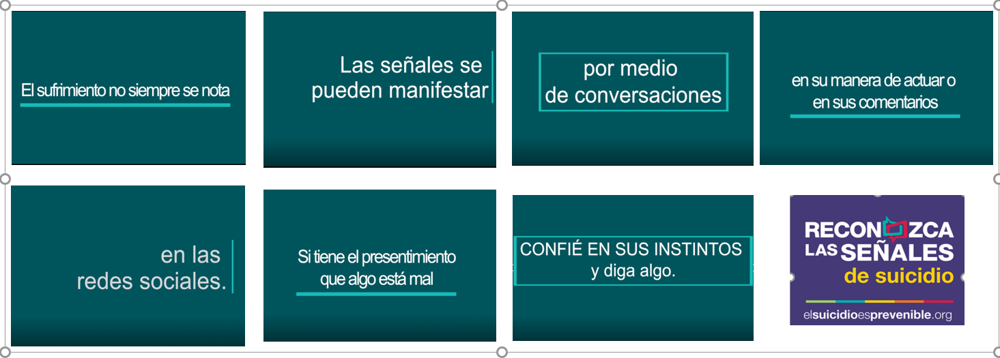 El sufrimiento no siempre se nota
Las señales se
pueden manifestar
por medio
de conversaciones
en su manera de actuar o
en sus comentarios
en las
redes sociales.
Si tiene el presentimiento
que algo está mal
CONFIÉ EN SUS INSTINTOS
y diga algo.
RECONOZCA
LAS SEÑALES
de suicidio
elsuicidioesprevenible.org